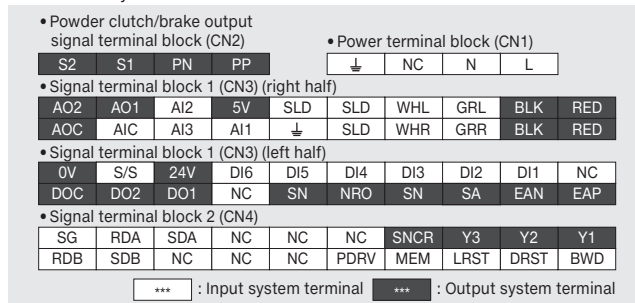 •Powder clutch/brake output
signal terminal block (CN2)
•Power terminal block (CN1)
S2 S1 PN PP
⏚ NC N L
•Signal terminal block 1 (CN3) (right half)
AO2 AO1 AI2 5V SLD SLD WHL GRL BLK RED
AOC AIC AI3 AI1 ⏚ SLD WHR GRR BLK RED
•Signal terminal block 1 (CN3) (left half)
0V S/S 24V DI6 DI5 DI4 DI3 DI2 DI1 NC
DOC DO2 DO1 NC SN NRO SN SA EAN EAP
•Signal terminal block 2 (CN4)
SG RDA SDA NC NC NC SNCR Y3 Y2 Y1
RDB SDB NC NC NC PDRV MEM LRST DRST BWD
*** : Input system terminal *** : Output system terminal